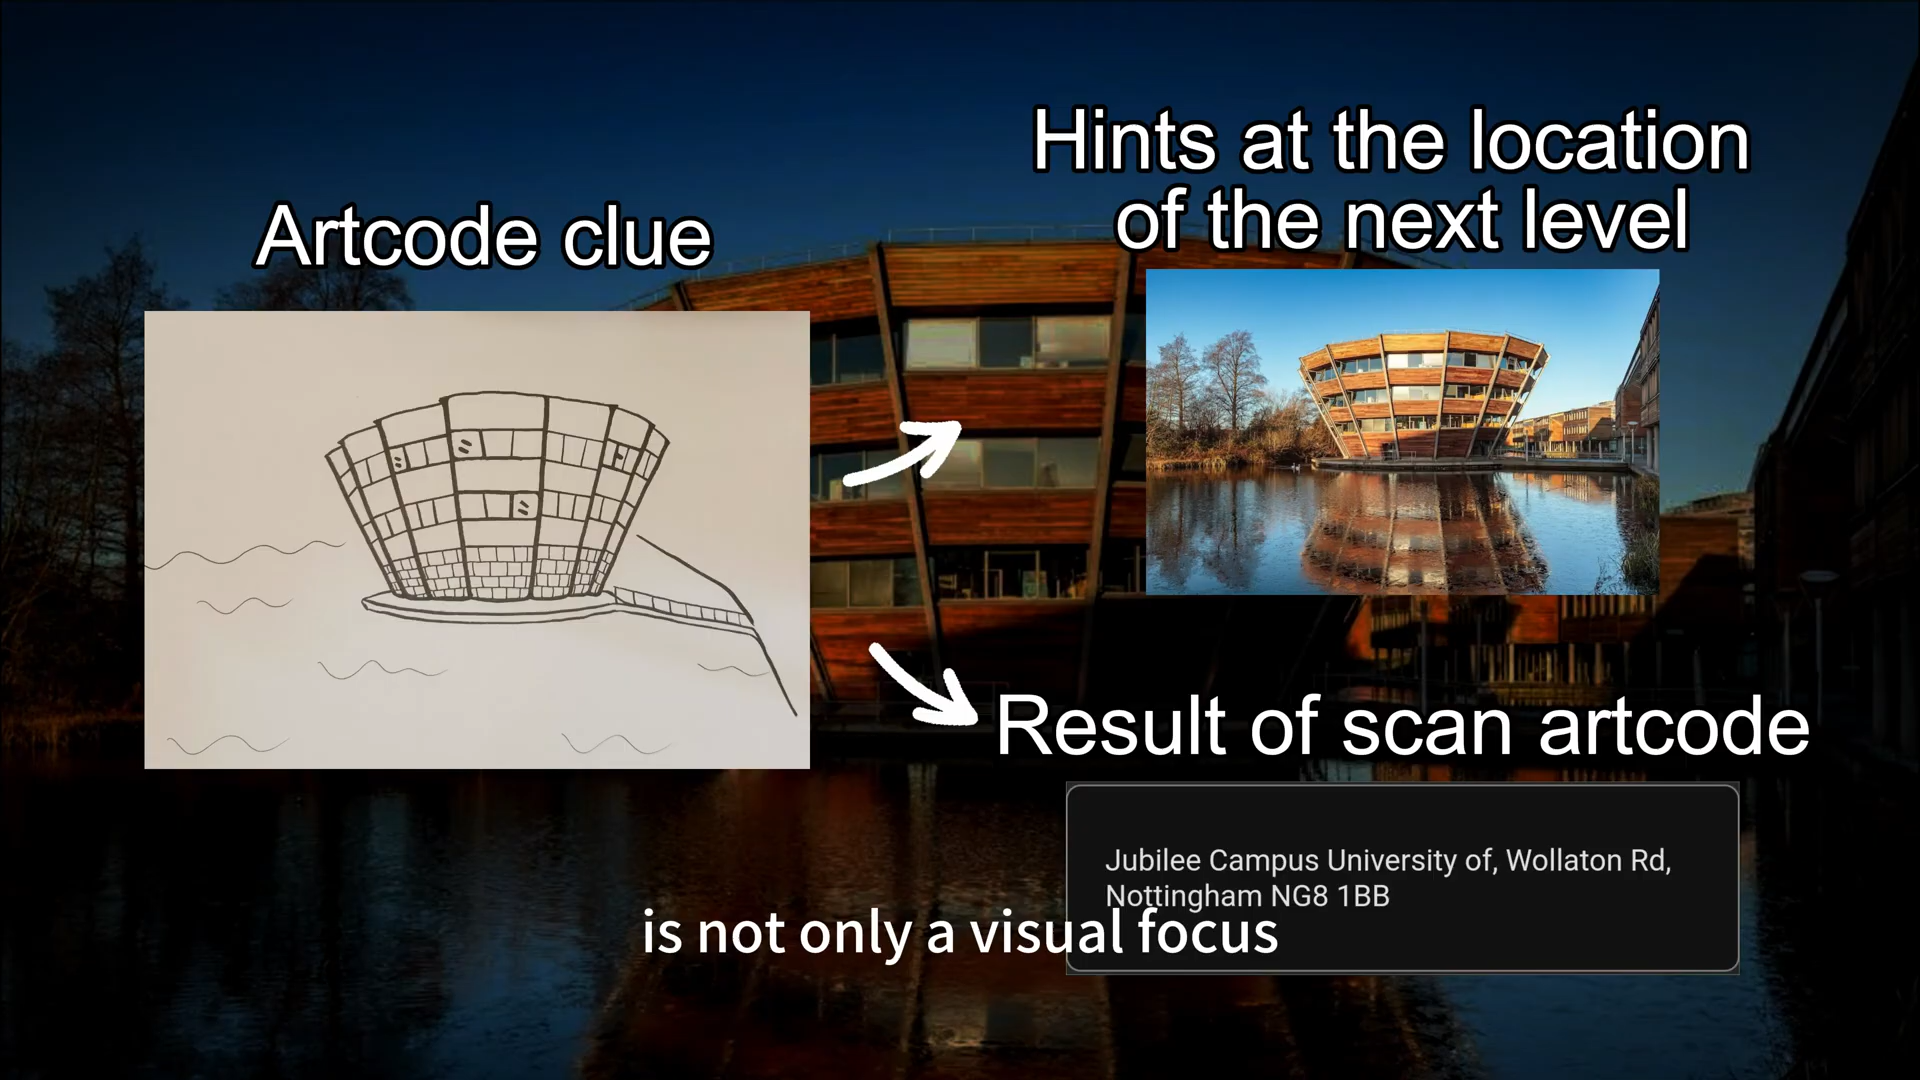 Artcode clue
Hints at the location
of the next level
Result of scan artcode
Jubilee Campus University of, Wollaton Rd,
Nottingham NG8 1BB
is not only a visual focus